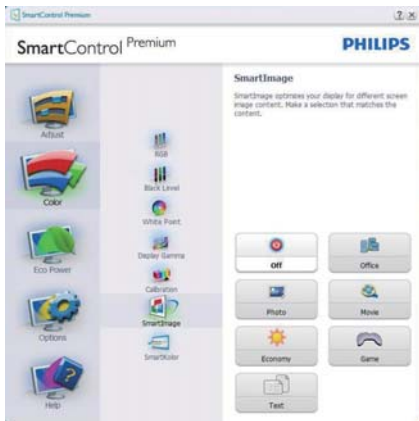 SmartControl Premium
SmartControl Premium
PHILIPS
Adjust
Color
Eco Power
Options
Help
RGB
Black Level
White Point
Display Gamma
Calibration
SmartImage
SmartKolor
SmartImage
SmartImage optimizes your display for different screen
image content. Make a selection that matches the
content.
Off
Office
Photo
Movie
Economy
Game
Text